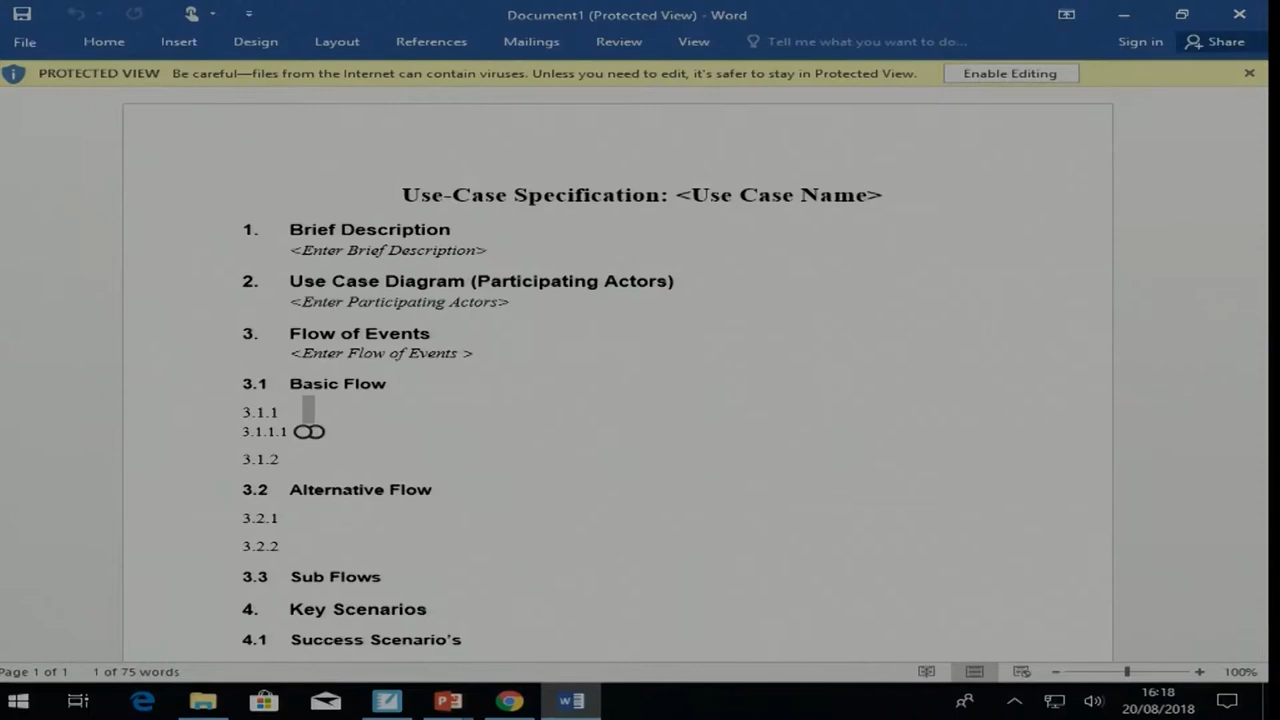 Document1 (Protected View) - Word
File Home Insert Design Layout References Mailings Review View Tell me what you want to do... Sign in Share
PROTECTED VIEW Be careful—files from the Internet can contain viruses. Unless you need to edit, it's safer to stay in Protected View. Enable Editing
Use-Case Specification: <Use Case Name>
1. Brief Description
<Enter Brief Description>
2. Use Case Diagram (Participating Actors)
<Enter Participating Actors>
3. Flow of Events
<Enter Flow of Events >
3.1 Basic Flow
3.1.1
3.1.1.1
3.1.2
3.2 Alternative Flow
3.2.1
3.2.2
3.3 Sub Flows
4. Key Scenarios
4.1 Success Scenario's
Page 1 of 1 1 of 75 words 100%
16:18
20/08/2018